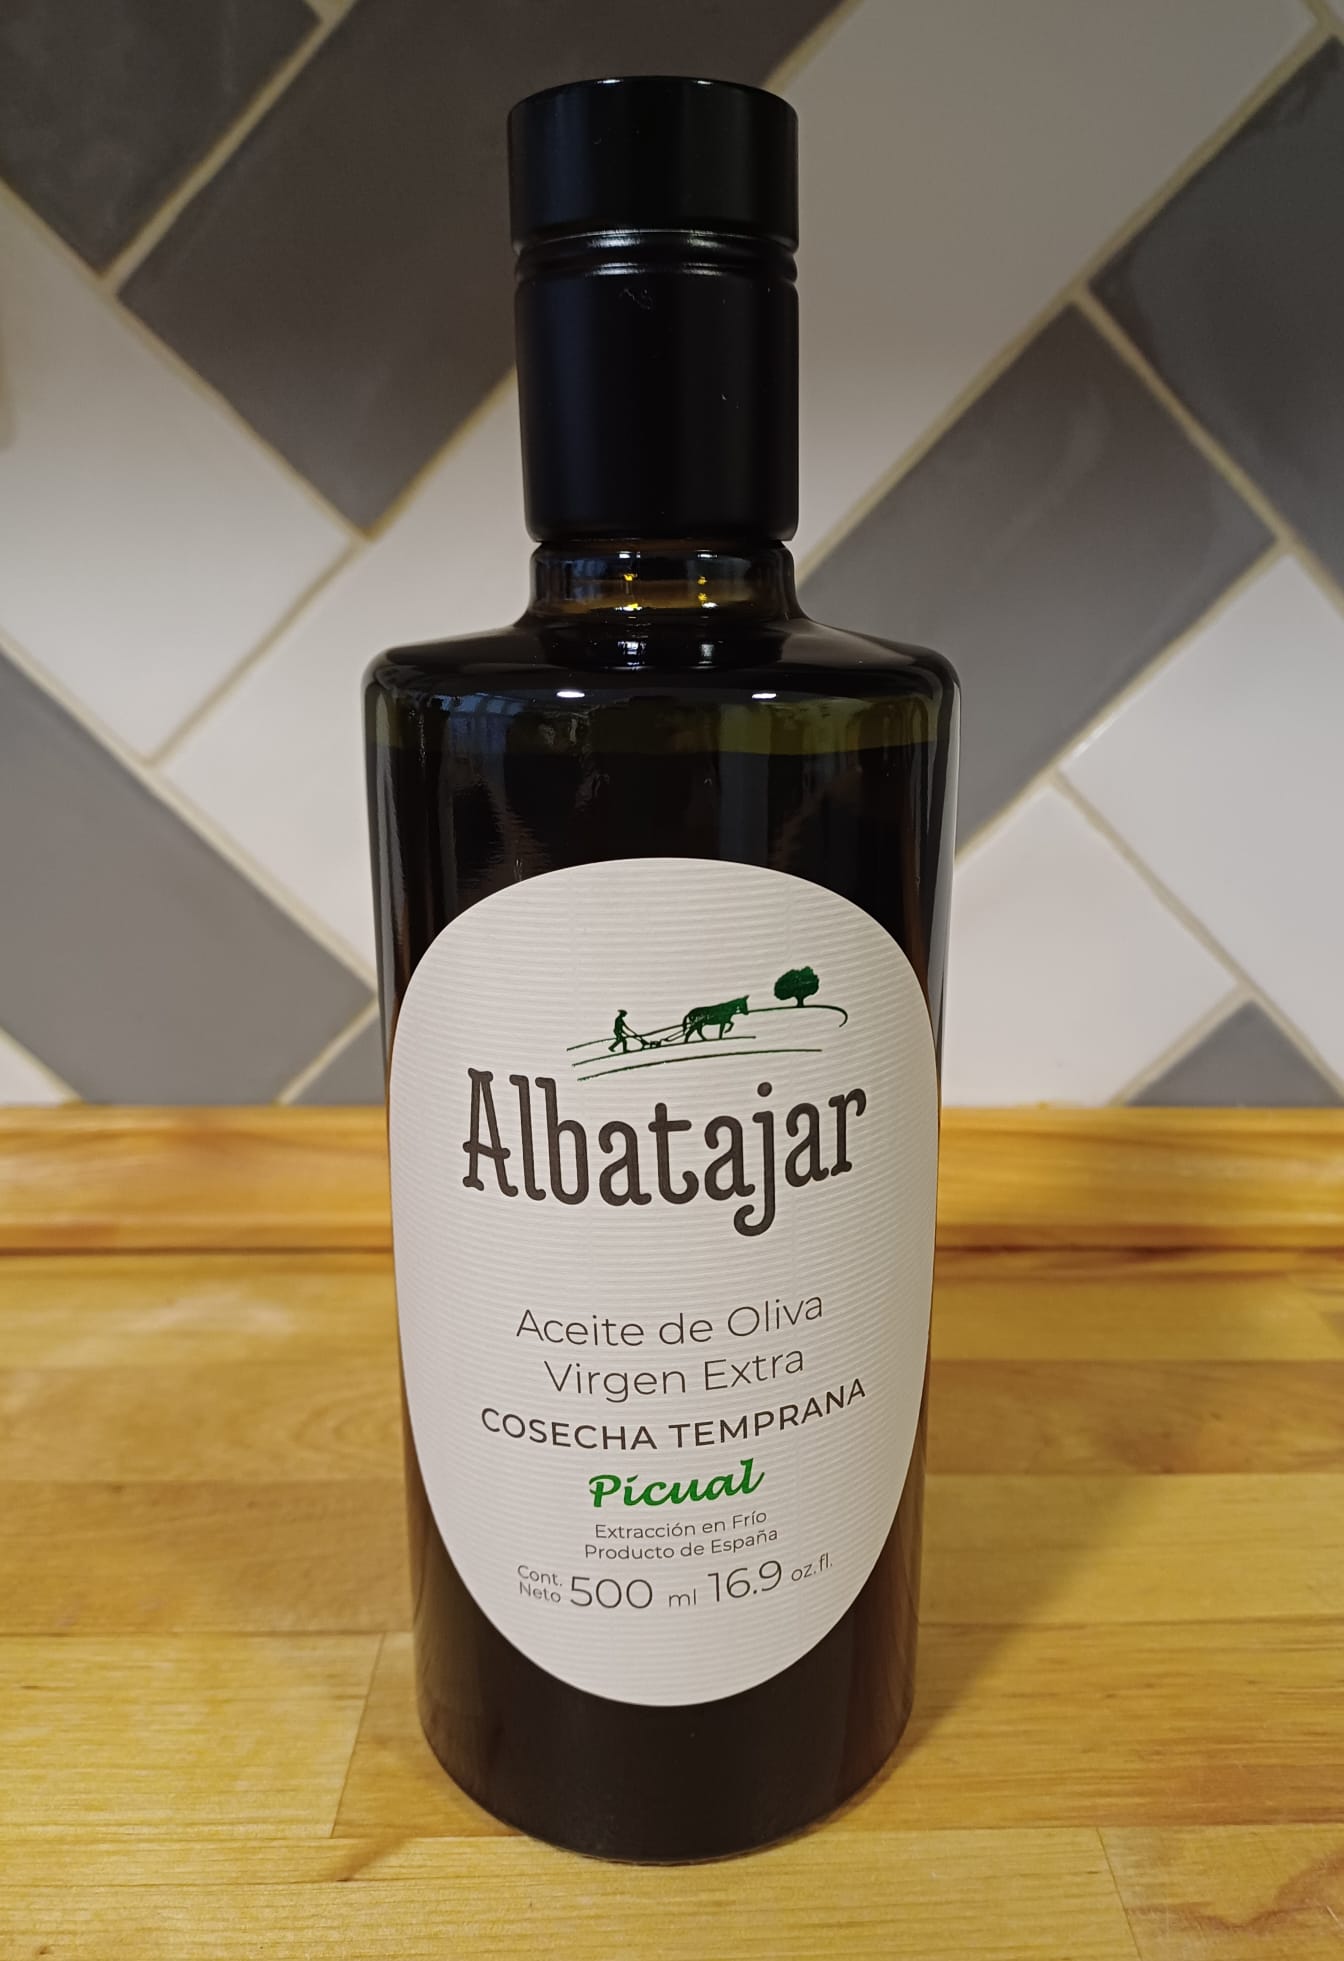 Albatajar
Aceite de Oliva
Virgen Extra
COSECHA TEMPRANA
Picual
Extracción en Frío
Producto de España
Cont. Neto 500 ml 16.9 oz.fl.